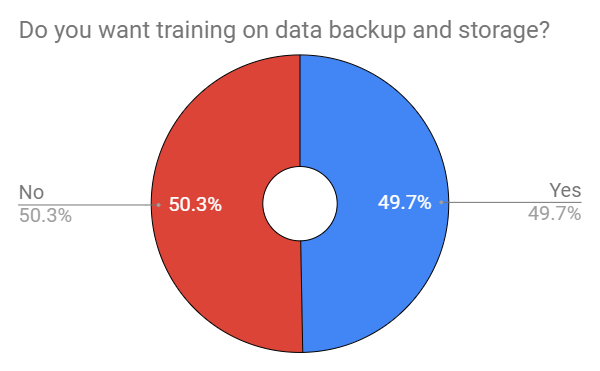 Do you want training on data backup and storage?
No
50.3%
50.3%
49.7%
Yes
49.7%